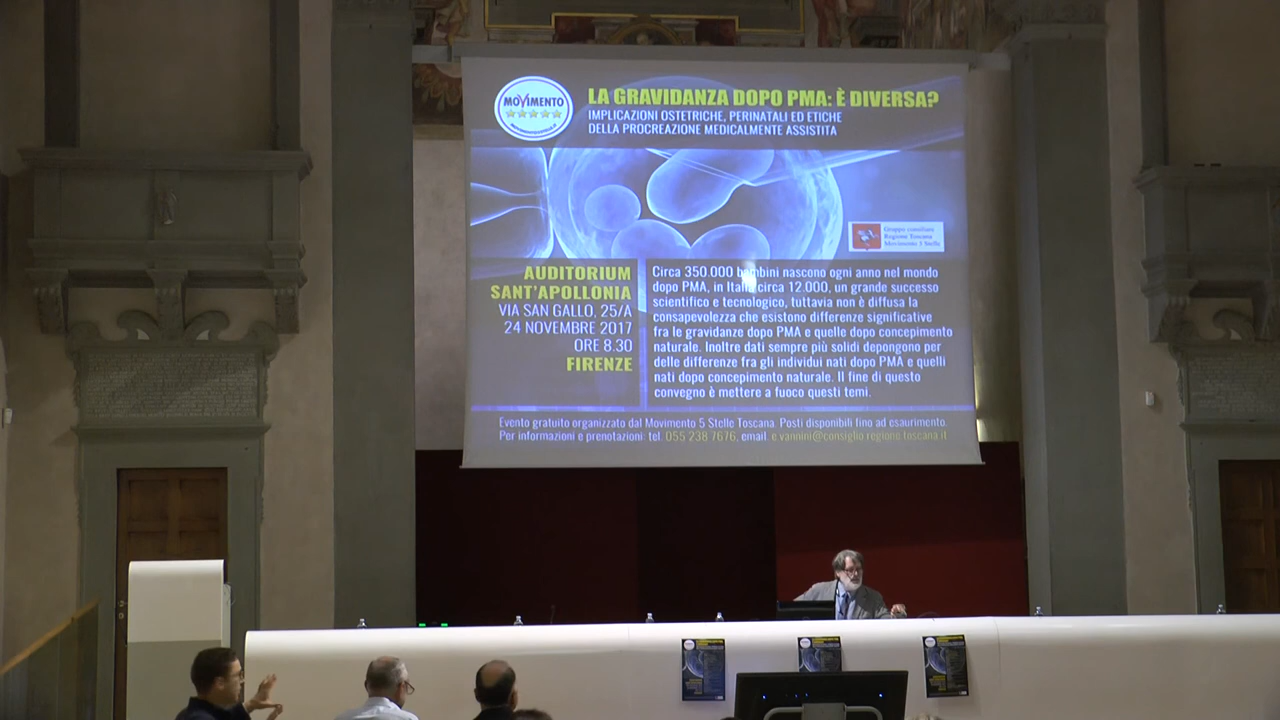 MOVIMENTO
LA GRAVIDANZA DOPO PMA: È DIVERSA?
IMPLICAZIONI OSTETRICHE, PERINATALI ED ETICHE
DELLA PROCREAZIONE MEDICALMENTE ASSISTITA
Gruppo consiliare
Regione Toscana
Movimento 5 Stelle
AUDITORIUM
SANT'APOLLONIA
VIA SAN GALLO, 25/A
24 NOVEMBRE 2017
ORE 8.30
FIRENZE
Circa 350.000 bambini nascono ogni anno nel mondo
dopo PMA, in Italia circa 12.000, un grande successo
scientifico e tecnologico, tuttavia non è diffusa la
consapevolezza che esistono differenze significative
fra le gravidanze dopo PMA e quelle dopo concepimento
naturale. Inoltre dati sempre più solidi depongono per
delle differenze fra gli individui nati dopo PMA e quelli
nati dopo concepimento naturale. Il fine di questo
convegno è mettere a fuoco questi temi.
Evento gratuito organizzato dal Movimento 5 Stelle Toscana. Posti disponibili fino ad esaurimento.
Per informazioni e prenotazioni: tel. 055 238 7676, email. e.vannini@consiglio.regione.toscana.it